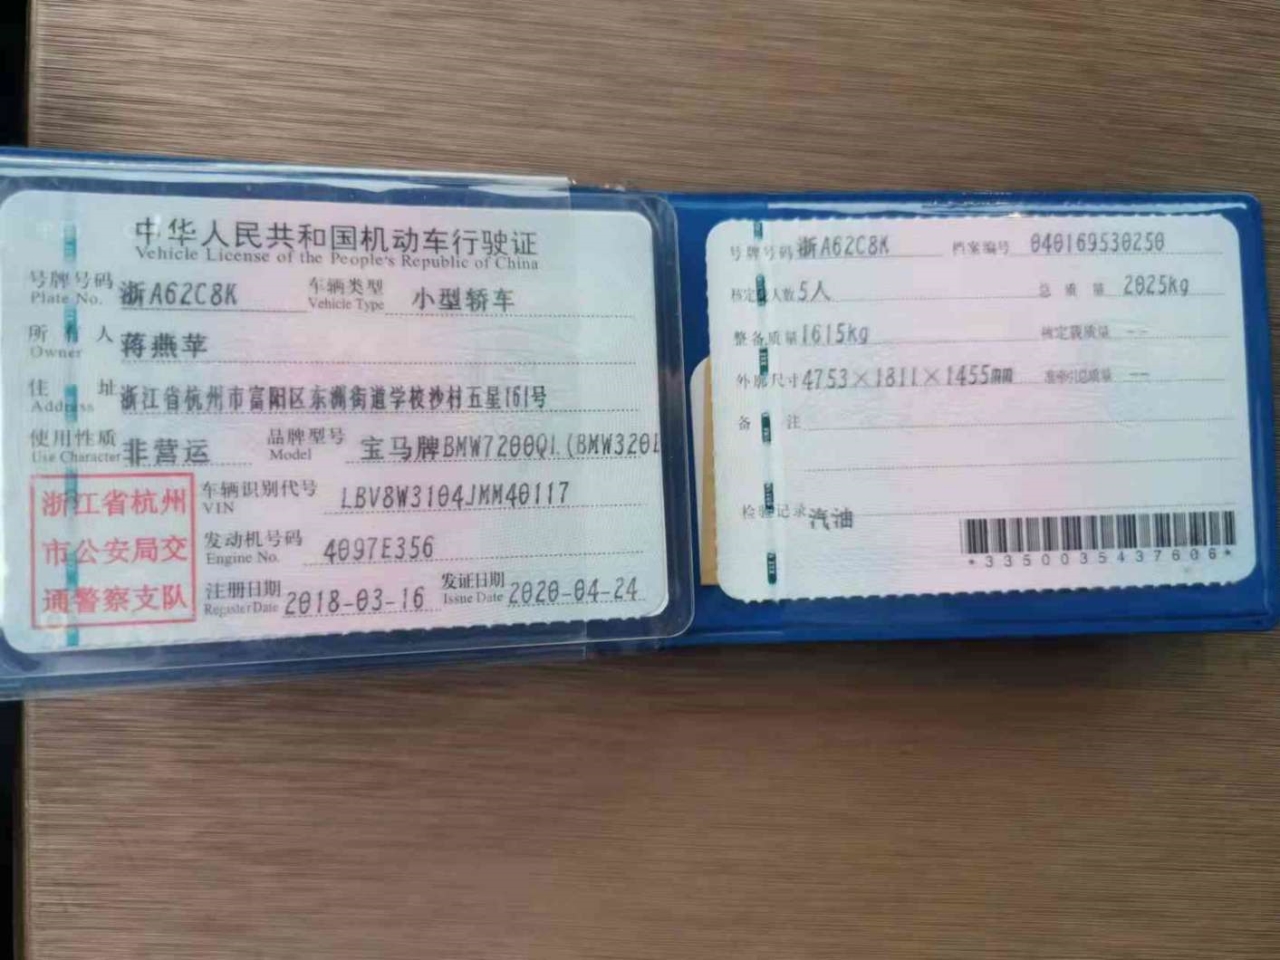 中华人民共和国机动车行驶证
Vehicle License of the People's Republic of China
号牌号码 浙A62C8K 车辆类型 小型轿车
Plate No. Vehicle Type
所有人 蒋燕苹
Owner
住址 浙江省杭州市富阳区东洲街道学校沙村五星161号
Address
使用性质 非营运 品牌型号 宝马牌BMW7200QL(BMW320L
Use Character Model
浙江省杭州
市公安局交
通警察支队
车辆识别代号 LBV8W3104JMM40117
VIN
发动机号码 4097E356
Engine No.
注册日期 2018-03-16 发证日期 2020-04-24
Register Date Issue Date
号牌号码 浙A62C8K 档案编号 040169530250
核定载人数 5人 总质量 2025kg
整备质量 1615kg 核定载质量 --
外廓尺寸 4753×1811×1455mm 准牵引总质量 --
备注
检验记录 汽油
*3350035437606*